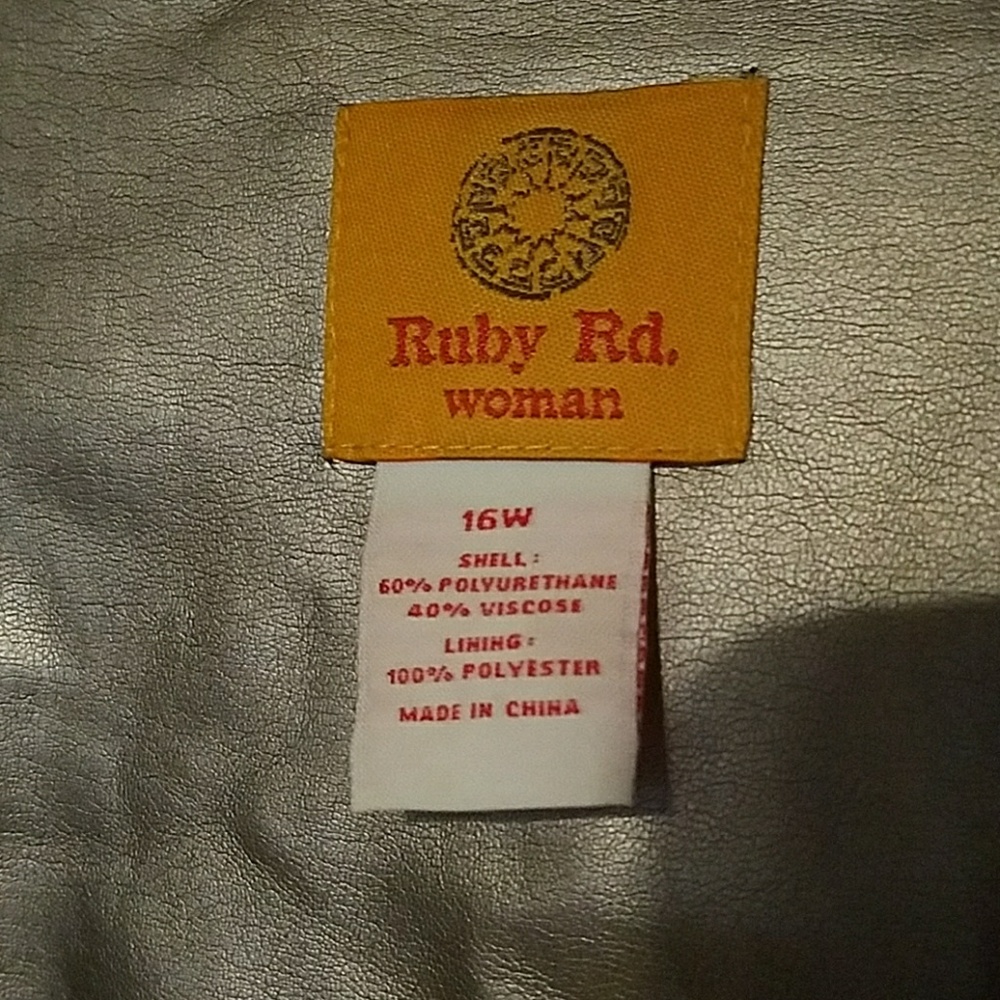 Ruby Rd.
woman
16W
SHELL:
60% POLYURETHANE
40% VISCOSE
LINING:
100% POLYESTER
MADE IN CHINA